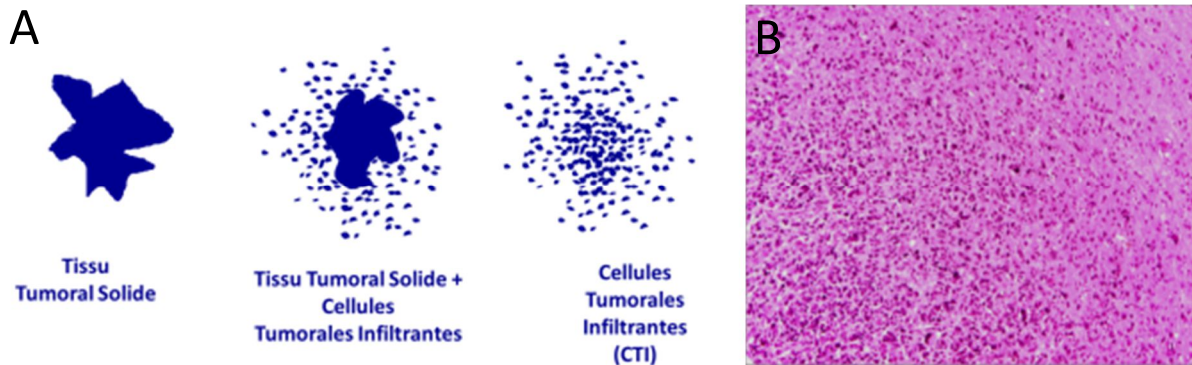 A
Tissu
Tumoral Solide
Tissu Tumoral Solide +
Cellules
Tumorales Infiltrantes
Cellules
Tumorales
Infiltrantes
(CTI)
B